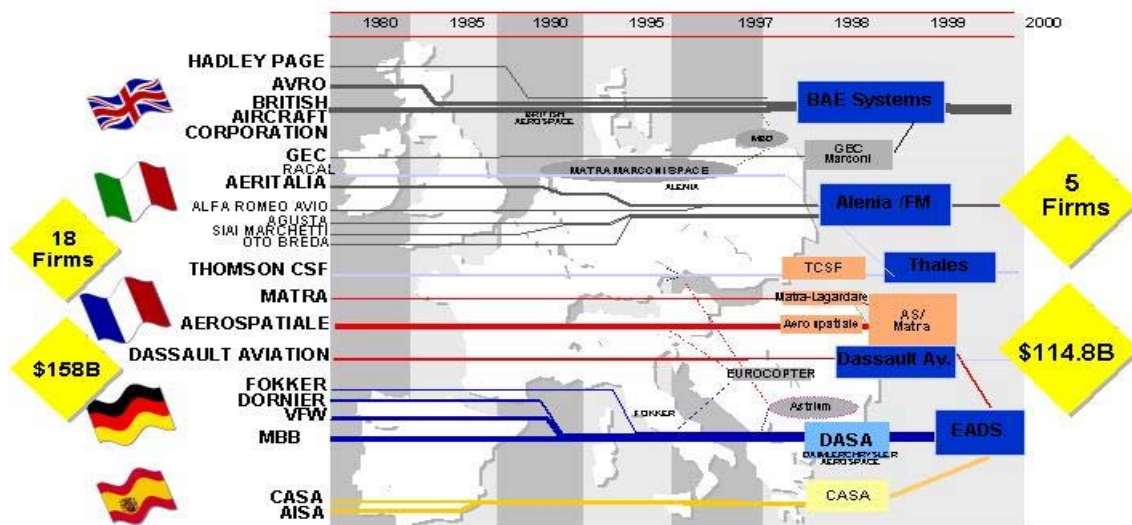 1980 1985 1990 1995 1997 1998 1999 2000
HADLEY PAGE
AVRO
BRITISH
AIRCRAFT
CORPORATION
BRITISH
AEROSPACE
BAE Systems
MBD
GEC
GEC
Marconi
RACAL
MATRA MARCONI SPACE
AERITALIA
ALENIA
Alenia /FM
5
Firms
ALFA ROMEO AVIO
AGUSTA
SIAI MARCHETTI
OTO BREDA
18
Firms
THOMSON CSF
TCSF
Thales
MATRA
Matra-Lagardare
AEROSPATIALE
Aerospatiale
AS/
Matra
DASSAULT AVIATION
Dassault Av.
$158B
$114.8B
EUROCOPTER
FOKKER
DORNIER
VFW
FOKKER
Astrium
MBB
DASA
DAIMLERCHRYSLER
AEROSPACE
EADS
CASA
AISA
CASA